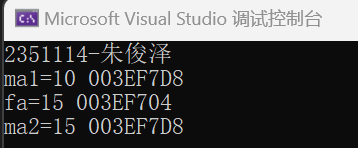 Microsoft Visual Studio 调试控制台
2351114-朱俊泽
ma1=10 003EF7D8
fa=15 003EF704
ma2=15 003EF7D8